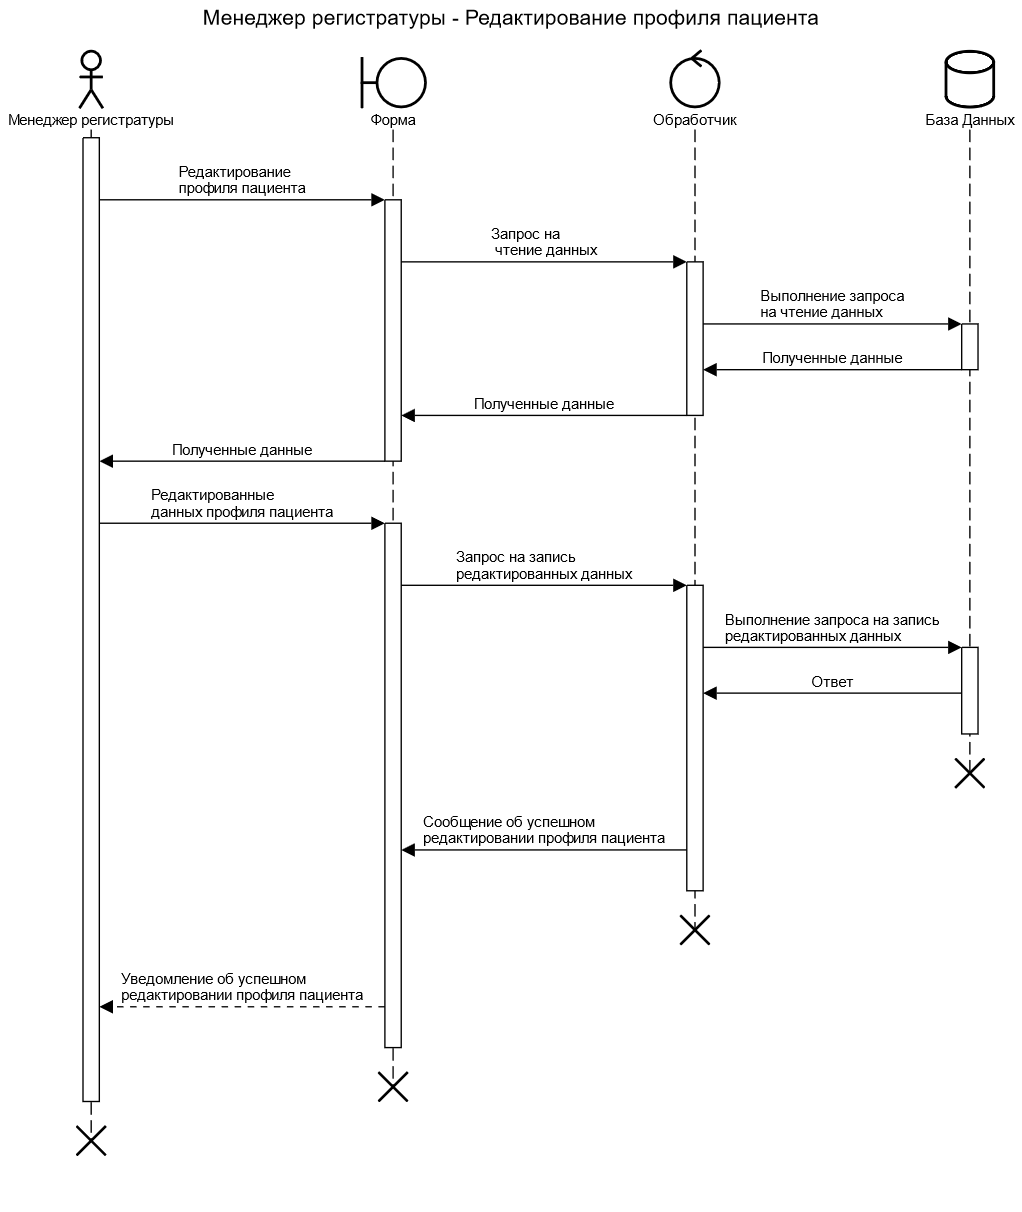 Менеджер регистратуры - Редактирование профиля пациента
Менеджер регистратуры
Форма
Обработчик
База Данных
Редактирование
профиля пациента
Запрос на
чтение данных
Выполнение запроса
на чтение данных
Полученные данные
Полученные данные
Полученные данные
Редактированные
данных профиля пациента
Запрос на запись
редактированных данных
Выполнение запроса на запись
редактированных данных
Ответ
Сообщение об успешном
редактировании профиля пациента
Уведомление об успешном
редактировании профиля пациента